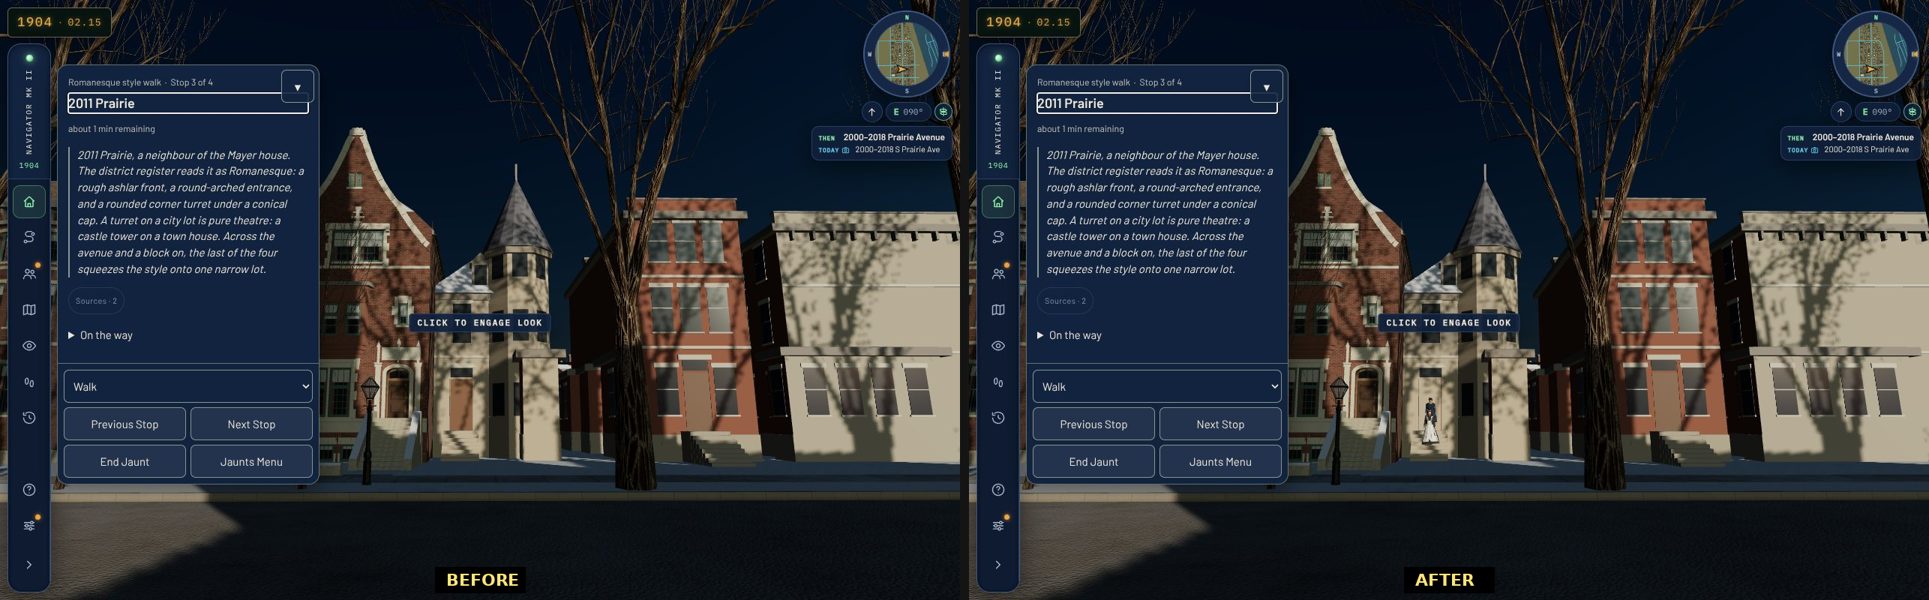 1904 · 02.15
NAVIGATOR MK II
1904
Romanesque style walk · Stop 3 of 4
2011 Prairie
about 1 min remaining
2011 Prairie, a neighbour of the Mayer house.
The district register reads it as Romanesque: a
rough ashlar front, a round-arched entrance,
and a rounded corner turret under a conical
cap. A turret on a city lot is pure theatre: a
castle tower on a town house. Across the
avenue and a block on, the last of the four
squeezes the style onto one narrow lot.
Sources · 2
On the way
Walk
Previous Stop
Next Stop
End Jaunt
Jaunts Menu
CLICK TO ENGAGE LOOK
N
W
S
E 090°
THEN 2000–2018 Prairie Avenue
TODAY 2000–2018 S Prairie Ave
BEFORE
1904 · 02.15
NAVIGATOR MK II
1904
Romanesque style walk · Stop 3 of 4
2011 Prairie
about 1 min remaining
2011 Prairie, a neighbour of the Mayer house.
The district register reads it as Romanesque: a
rough ashlar front, a round-arched entrance,
and a rounded corner turret under a conical
cap. A turret on a city lot is pure theatre: a
castle tower on a town house. Across the
avenue and a block on, the last of the four
squeezes the style onto one narrow lot.
Sources · 2
On the way
Walk
Previous Stop
Next Stop
End Jaunt
Jaunts Menu
CLICK TO ENGAGE LOOK
N
W
S
E 090°
THEN 2000–2018 Prairie Avenue
TODAY 2000–2018 S Prairie Ave
AFTER